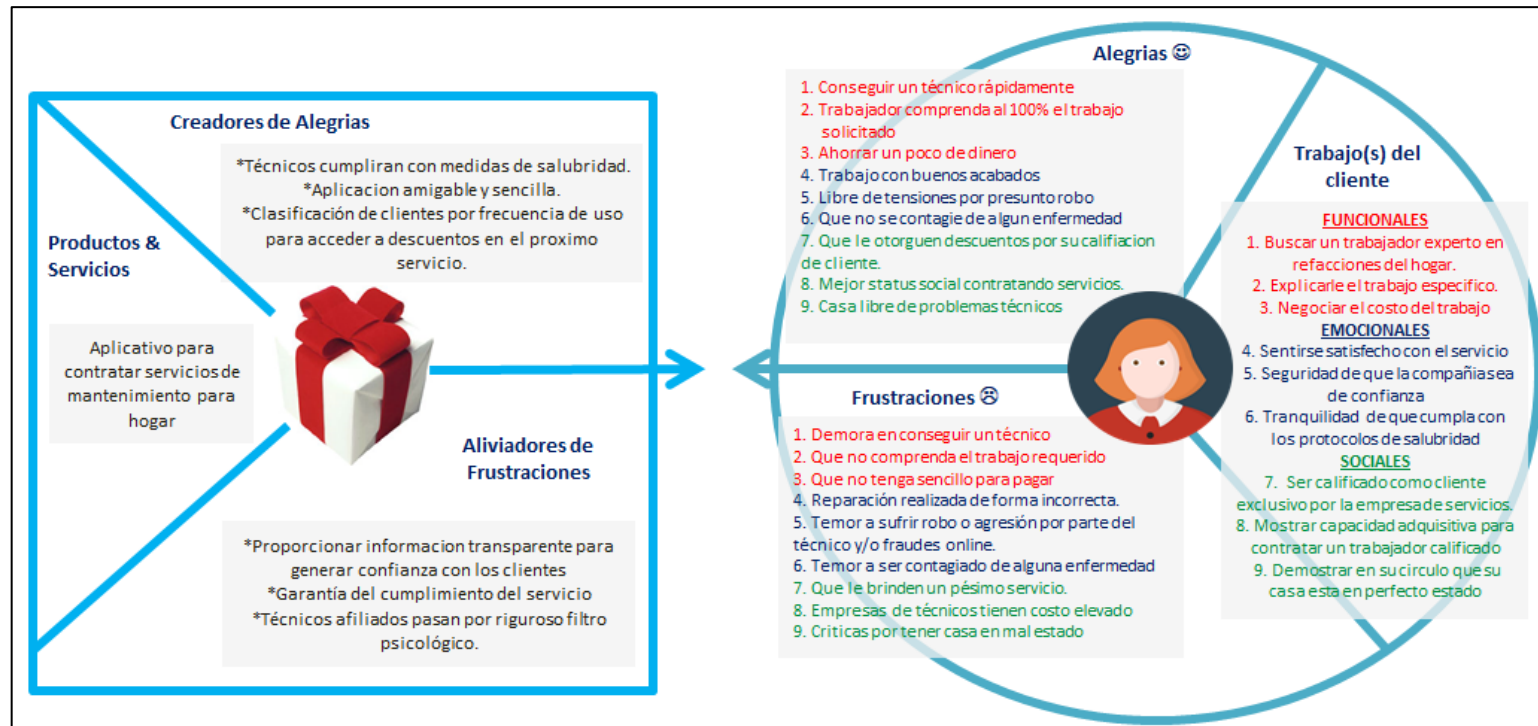 Creadores de Alegrias
*Técnicos cumpliran con medidas de salubridad.
*Aplicacion amigable y sencilla.
*Clasificación de clientes por frecuencia de uso
para acceder a descuentos en el proximo
servicio.
Productos &
Servicios
Aplicativo para
contratar servicios de
mantenimiento para
hogar
Aliviadores de
Frustraciones
*Proporcionar informacion transparente para
generar confianza con los clientes
*Garantía del cumplimiento del servicio
*Técnicos afiliados pasan por riguroso filtro
psicológico.
Alegrias ☺
1. Conseguir un técnico rápidamente
2. Trabajador comprenda al 100% el trabajo
solicitado
3. Ahorrar un poco de dinero
4. Trabajo con buenos acabados
5. Libre de tensiones por presunto robo
6. Que no se contagie de algun enfermedad
7. Que le otorguen descuentos por su califiacion
de cliente.
8. Mejor status social contratando servicios.
9. Casa libre de problemas técnicos
Frustraciones ☹
1. Demora en conseguir un técnico
2. Que no comprenda el trabajo requerido
3. Que no tenga sencillo para pagar
4. Reparación realizada de forma incorrecta.
5. Temor a sufrir robo o agresión por parte del
técnico y/o fraudes online.
6. Temor a ser contagiado de alguna enfermedad
7. Que le brinden un pésimo servicio.
8. Empresas de técnicos tienen costo elevado
9. Criticas por tener casa en mal estado
Trabajo(s) del
cliente
FUNCIONALES
1. Buscar un trabajador experto en
refacciones del hogar.
2. Explicarle el trabajo especifico.
3. Negociar el costo del trabajo
EMOCIONALES
4. Sentirse satisfecho con el servicio
5. Seguridad de que la compañia sea
de confianza
6. Tranquilidad de que cumpla con
los protocolos de salubridad
SOCIALES
7. Ser calificado como cliente
exclusivo por la empresa de servicios.
8. Mostrar capacidad adquisitiva para
contratar un trabajador calificado
9. Demostrar en su circulo que su
casa esta en perfecto estado